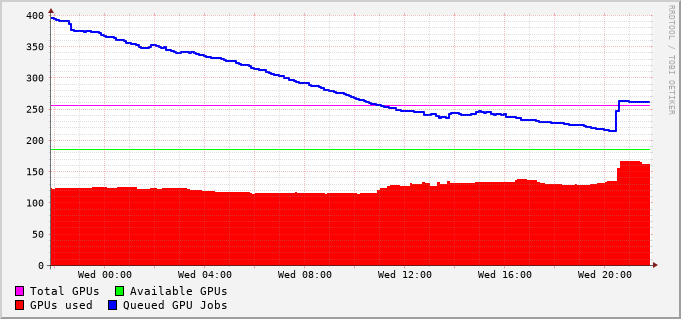 RRDTOOL / TOBI OETIKER
400
350
300
250
200
150
100
50
0
Wed 00:00 Wed 04:00 Wed 08:00 Wed 12:00 Wed 16:00 Wed 20:00
Total GPUs Available GPUs
GPUs used Queued GPU Jobs